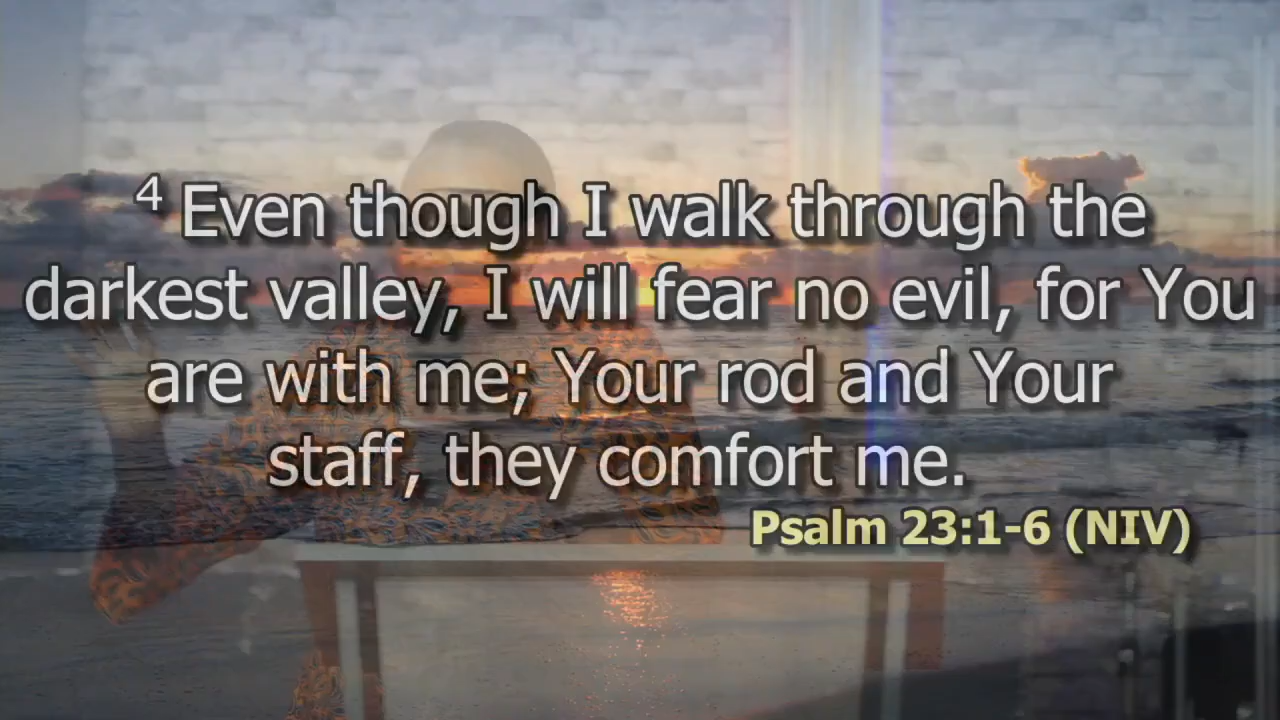 4 Even though I walk through the
darkest valley, I will fear no evil, for You
are with me; Your rod and Your
staff, they comfort me.
Psalm 23:1-6 (NIV)